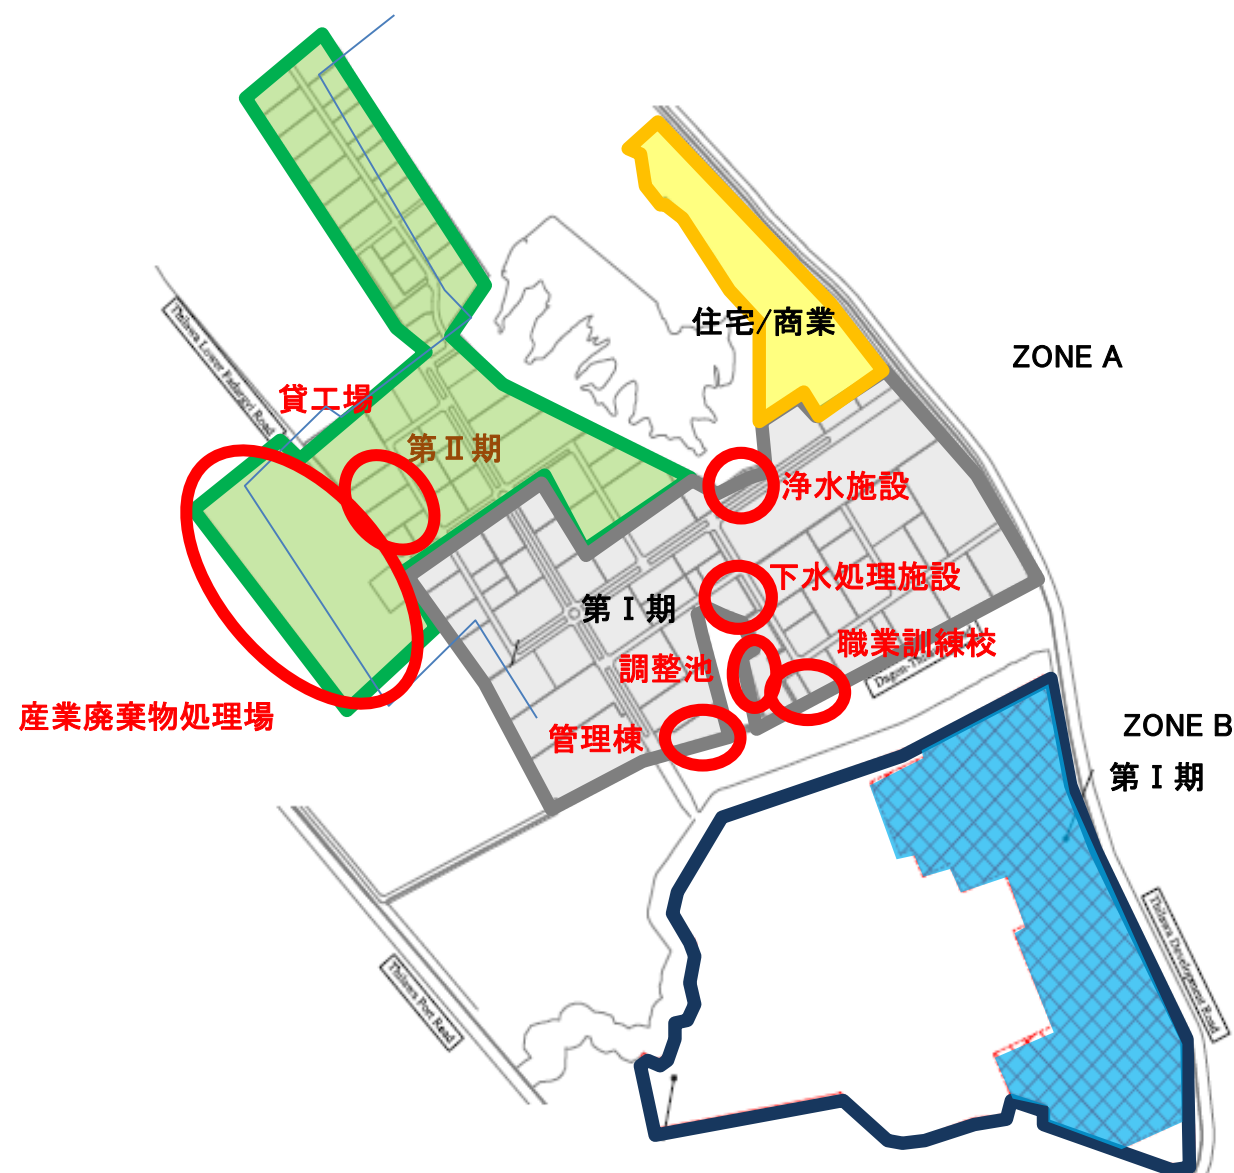 住宅/商業
ZONE A
Thilawa Lower Padargyi Road
貸工場
第Ⅱ期
浄水施設
下水処理施設
第Ⅰ期
職業訓練校
調整池
産業廃棄物処理場
管理棟
ZONE B
第Ⅰ期
Thilawa Development Road
Thilawa Port Road